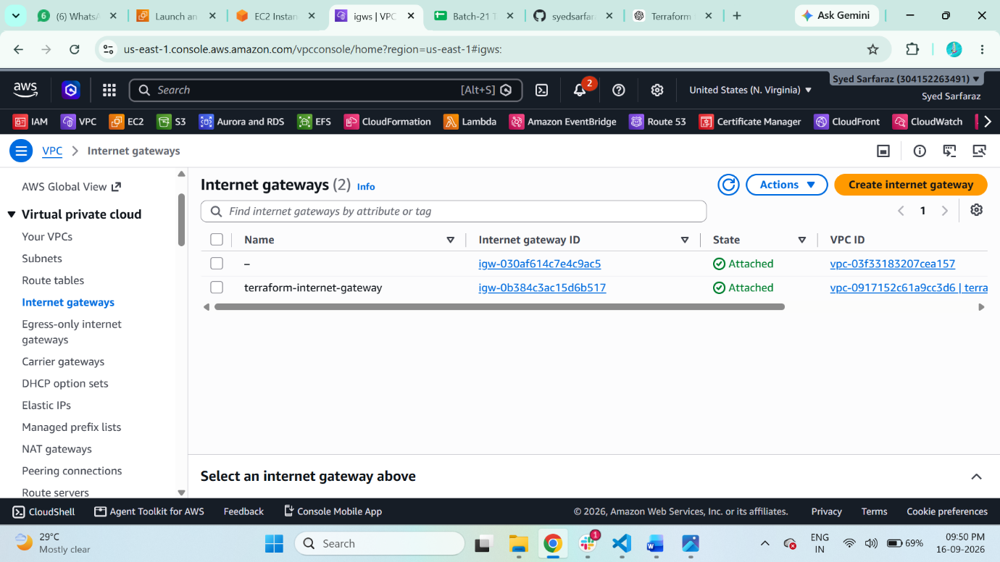 (6) WhatsA
Launch an
EC2 Instan
igws | VPC
Batch-21 T
syedsarfar
Terraform
Ask Gemini
us-east-1.console.aws.amazon.com/vpcconsole/home?region=us-east-1#igws:
aws
Search
[Alt+S]
2
United States (N. Virginia)
Syed Sarfaraz (304152263491)
Syed Sarfaraz
IAM
VPC
EC2
S3
Aurora and RDS
EFS
CloudFormation
Lambda
Amazon EventBridge
Route 53
Certificate Manager
CloudFront
CloudWatch
VPC
Internet gateways
AWS Global View
Virtual private cloud
Your VPCs
Subnets
Route tables
Internet gateways
Egress-only internet
gateways
Carrier gateways
DHCP option sets
Elastic IPs
Managed prefix lists
NAT gateways
Peering connections
Route servers
Internet gateways (2) Info
Actions
Create internet gateway
Find internet gateways by attribute or tag
1
Name Internet gateway ID State VPC ID
– igw-030af614c7e4c9ac5 Attached vpc-03f33183207cea157
terraform-internet-gateway igw-0b384c3ac15d6b517 Attached vpc-0917152c61a9cc3d6 | terra
Select an internet gateway above
CloudShell
Agent Toolkit for AWS
Feedback
Console Mobile App
© 2026, Amazon Web Services, Inc. or its affiliates.
Privacy
Terms
Cookie preferences
29°C
Mostly clear
Search
1
ENG
IN
69%
09:50 PM
16-09-2026